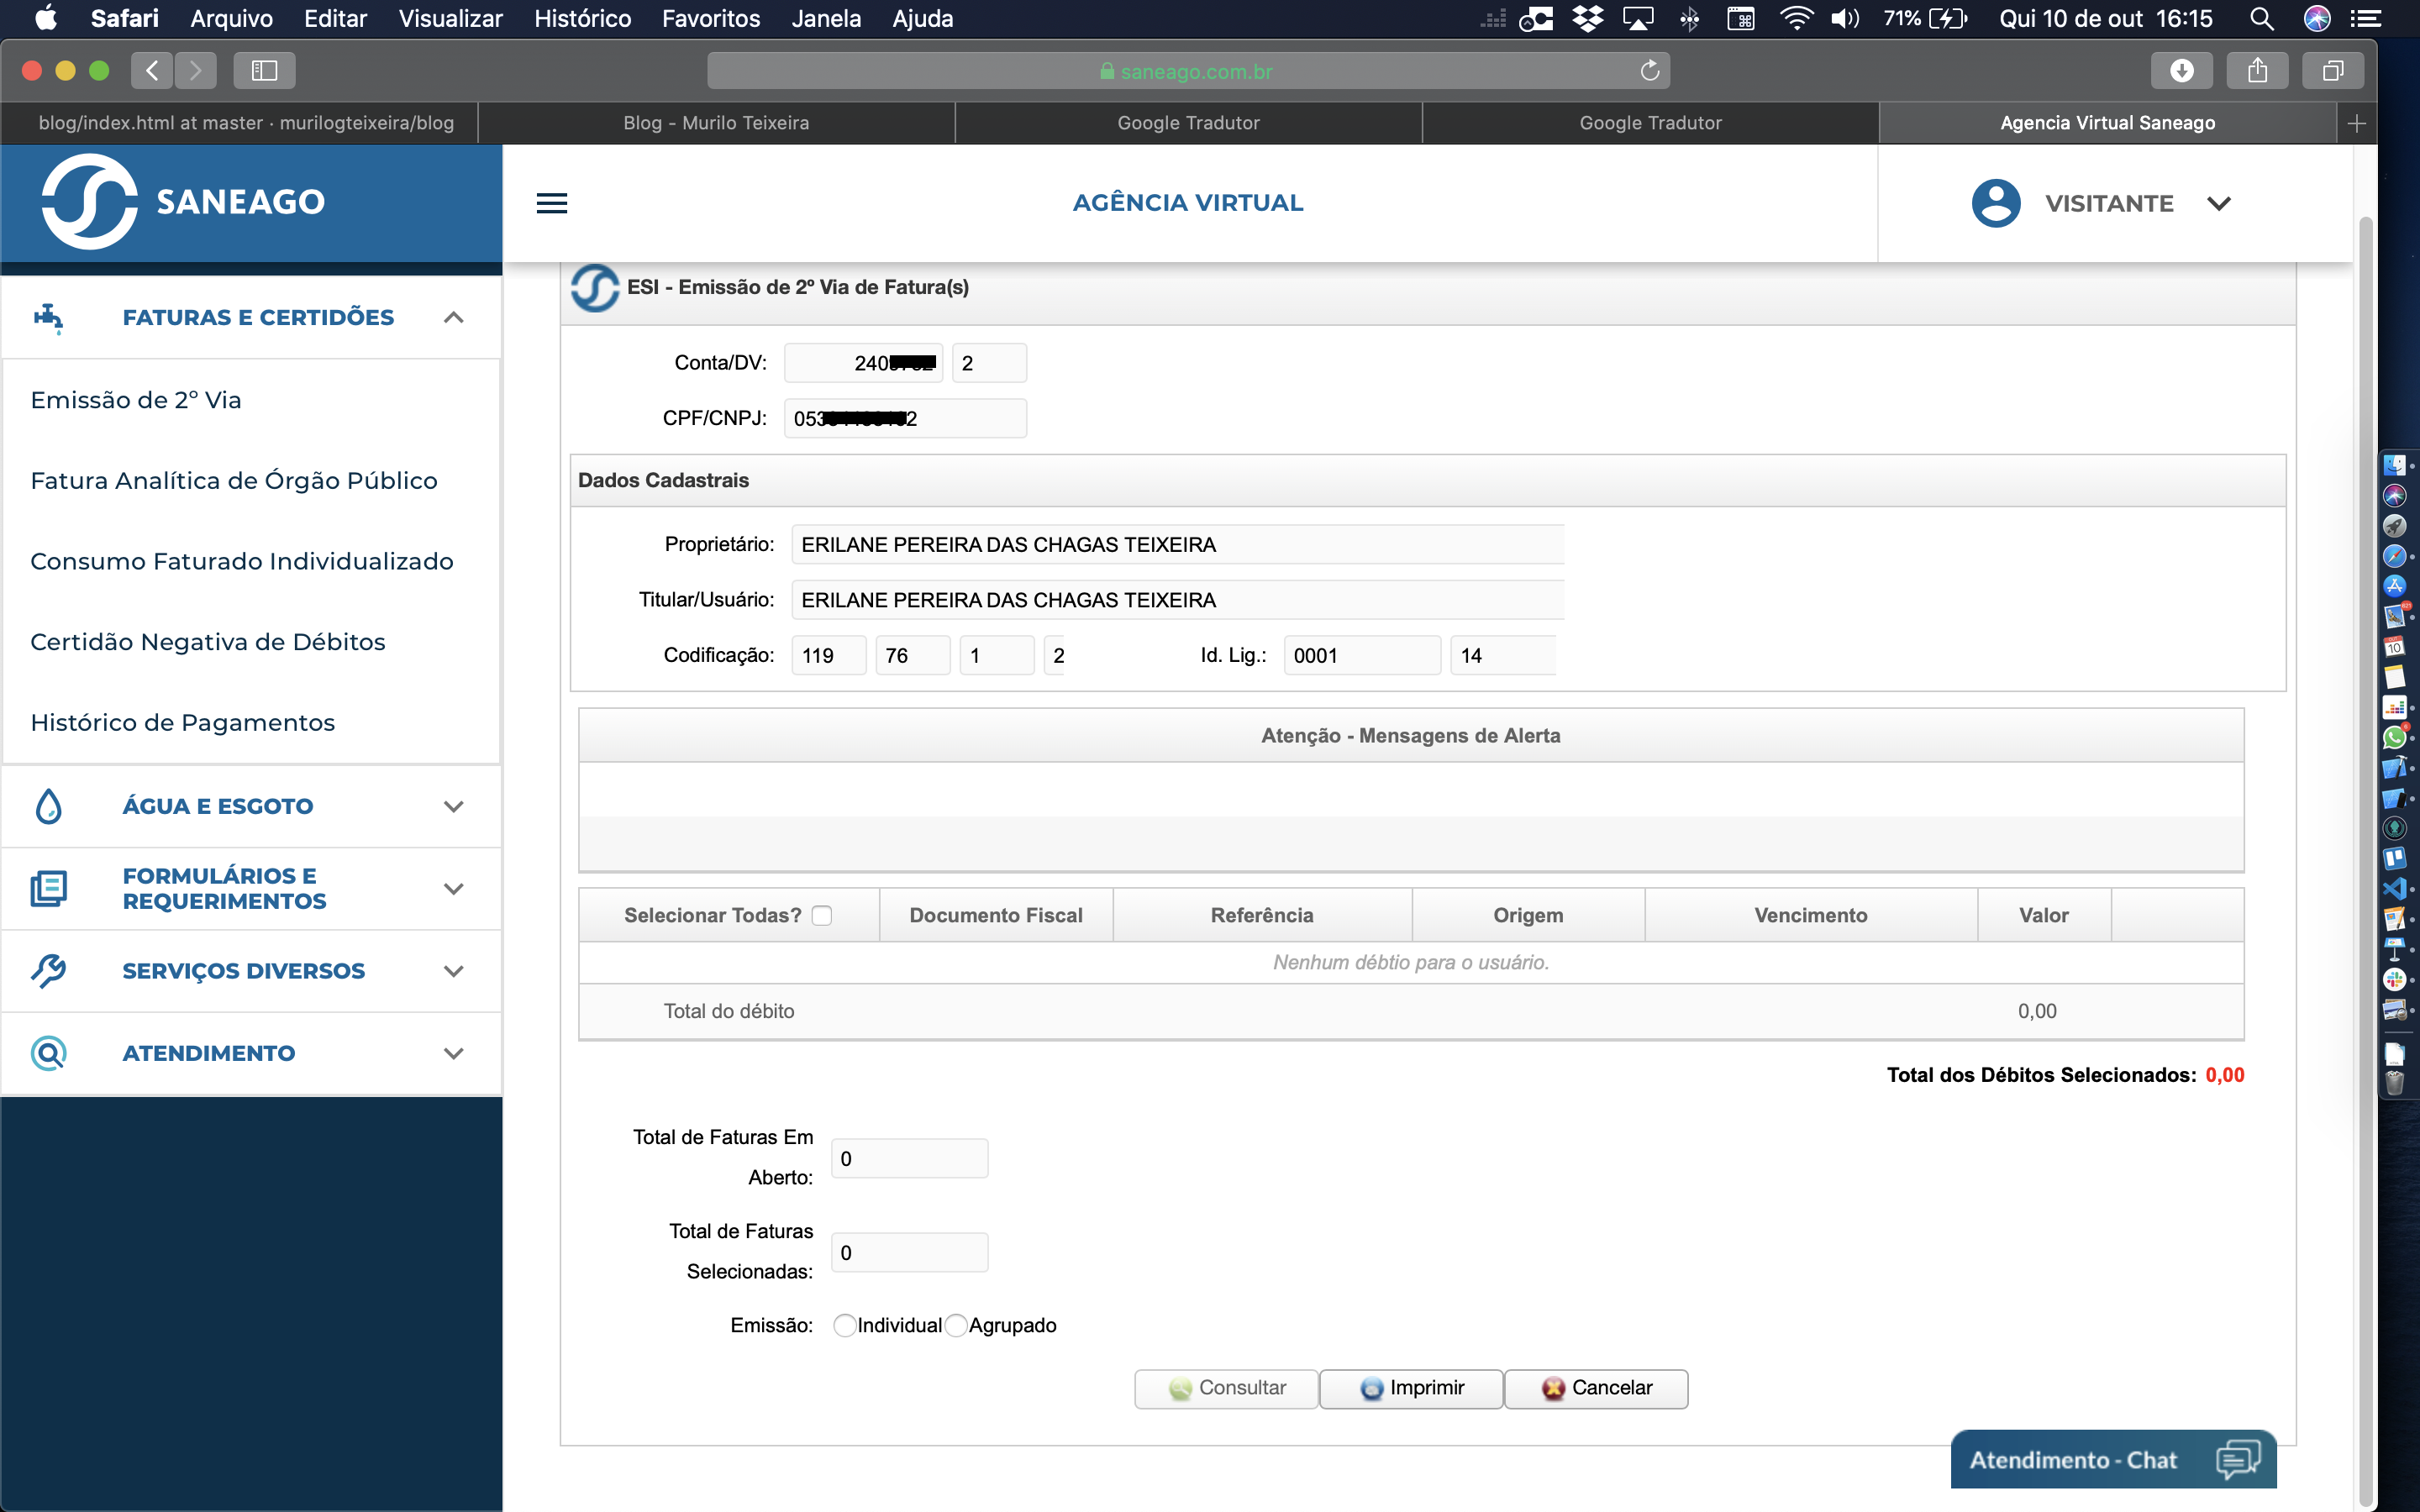 Safari Arquivo Editar Visualizar Histórico Favoritos Janela Ajuda 71% Qui 10 de out 16:15
saneago.com.br
blog/index.html at master · murilogteixeira/blog Blog - Murilo Teixeira Google Tradutor Google Tradutor Agencia Virtual Saneago
SANEAGO
AGÊNCIA VIRTUAL
VISITANTE
FATURAS E CERTIDÕES
Emissão de 2º Via
Fatura Analítica de Órgão Público
Consumo Faturado Individualizado
Certidão Negativa de Débitos
Histórico de Pagamentos
ÁGUA E ESGOTO
FORMULÁRIOS E
REQUERIMENTOS
SERVIÇOS DIVERSOS
ATENDIMENTO
ESI - Emissão de 2º Via de Fatura(s)
Conta/DV: 240 2
CPF/CNPJ: 053 2
Dados Cadastrais
Proprietário: ERILANE PEREIRA DAS CHAGAS TEIXEIRA
Titular/Usuário: ERILANE PEREIRA DAS CHAGAS TEIXEIRA
Codificação: 119 76 1 2 Id. Lig.: 0001 14
Atenção - Mensagens de Alerta
Selecionar Todas? Documento Fiscal Referência Origem Vencimento Valor
Nenhum débtio para o usuário.
Total do débito 0,00
Total dos Débitos Selecionados: 0,00
Total de Faturas Em
Aberto: 0
Total de Faturas
Selecionadas: 0
Emissão: Individual Agrupado
Consultar Imprimir Cancelar
Atendimento - Chat